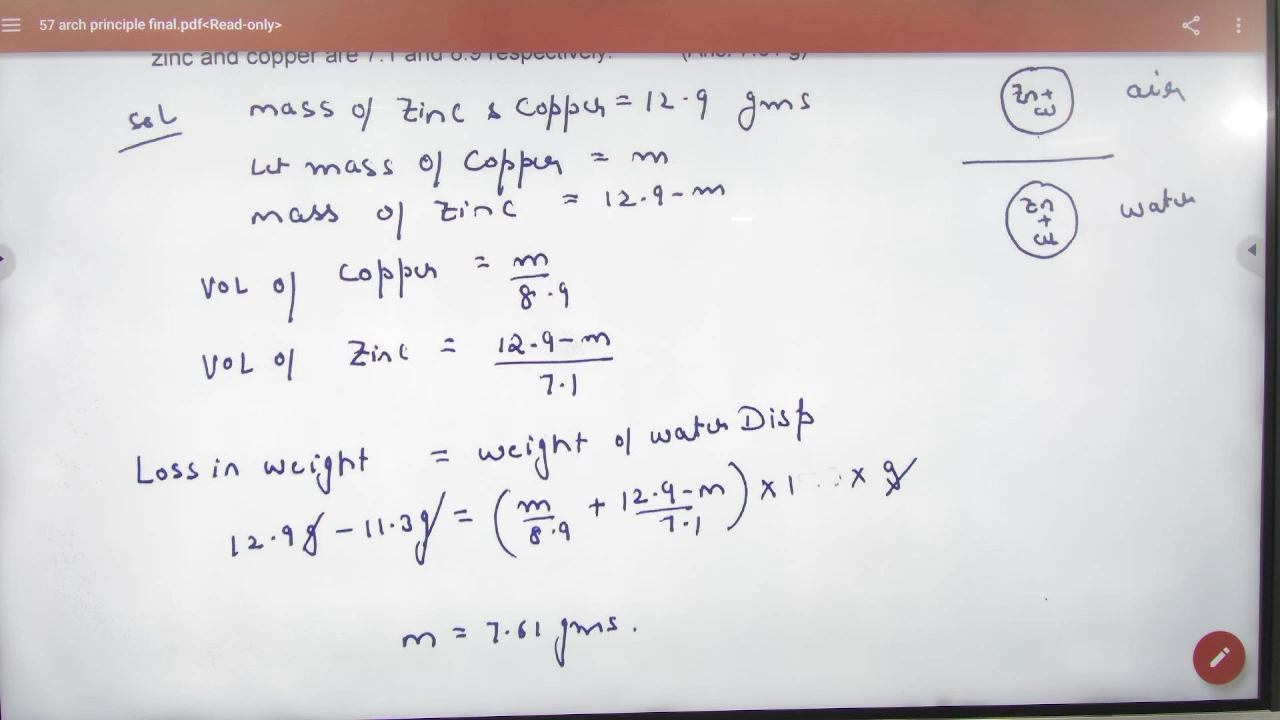 57 arch principle final.pdf<Read-only>
zinc and copper are 7.1 and 8.9 respectively.
sol mass of zinc & copper = 12.9 gms
Let mass of copper = m
mass of zinc = 12.9-m
vol of copper = m/8.9
vol of zinc = 12.9-m/7.1
Loss in weight = weight of water Disp
12.9g - 11.3g = (m/8.9 + 12.9-m/7.1) × 1 × g
m = 7.61 gms.
zn+
cu
air
zn
+
cu
water